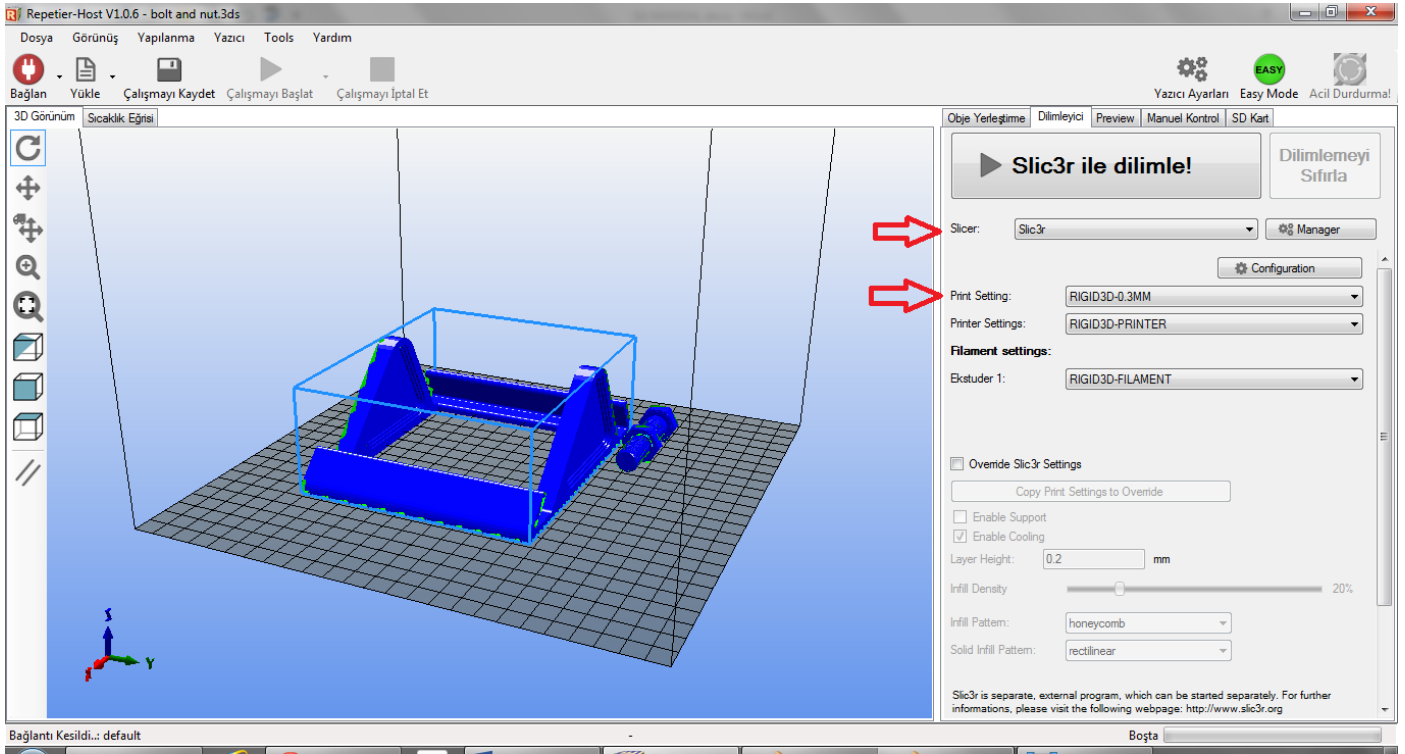 Repetier-Host V1.0.6 - bolt and nut.3ds
Dosya Görünüş Yapılanma Yazıcı Tools Yardım
Bağlan Yükle Çalışmayı Kaydet Çalışmayı Başlat Çalışmayı İptal Et
EASY
Yazıcı Ayarları Easy Mode Acil Durdurma!
3D Görünüm Sıcaklık Eğrisi
Obje Yerleştirme Dilimleyici Preview Manuel Kontrol SD Kart
Slic3r ile dilimle!
Dilimlemeyi
Sıfırla
Slicer: Slic3r Manager
Configuration
Print Setting: RIGID3D-0.3MM
Printer Settings: RIGID3D-PRINTER
Filament settings:
Ekstuder 1: RIGID3D-FILAMENT
Override Slic3r Settings
Copy Print Settings to Override
Enable Support
Enable Cooling
Layer Height: 0.2 mm
Infill Density 20%
Infill Pattern: honeycomb
Solid Infill Pattern: rectilinear
Slic3r is separate, external program, which can be started separately. For further
informations, please visit the following webpage: http://www.slic3r.org
Y
Bağlantı Kesildi..: default - Boşta